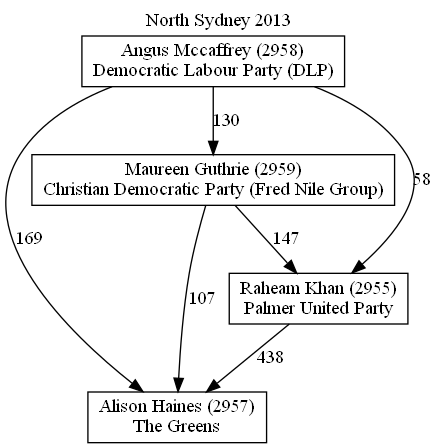 North Sydney 2013
Angus Mccaffrey (2958)
Democratic Labour Party (DLP)
130
Maureen Guthrie (2959)
Christian Democratic Party (Fred Nile Group)
58
169
147
107
Raheam Khan (2955)
Palmer United Party
438
Alison Haines (2957)
The Greens